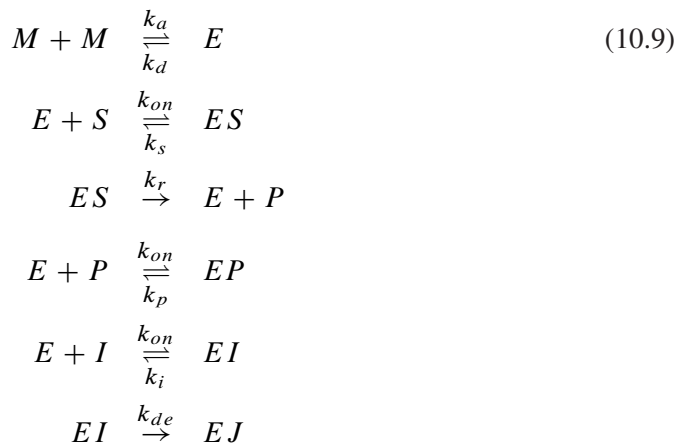 M + M k_a ⇌ k_d E (10.9)
E + S k_on ⇌ k_s ES
ES k_r → E + P
E + P k_on ⇌ k_p EP
E + I k_on ⇌ k_i EI
EI k_de → EJ